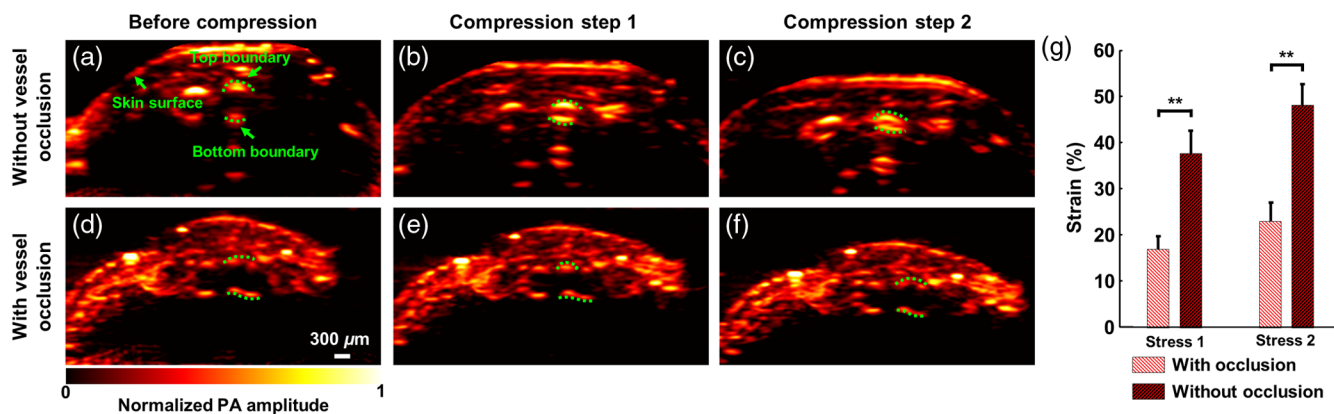 Before compression
Compression step 1
Compression step 2
Without vessel
occlusion
(a)
Top boundary
Skin surface
Bottom boundary
(b)
(c)
With vessel
occlusion
(d)
300 µm
(e)
(f)
0
1
Normalized PA amplitude
(g)
Strain (%)
60
50
40
30
20
10
0
**
**
Stress 1
Stress 2
With occlusion
Without occlusion